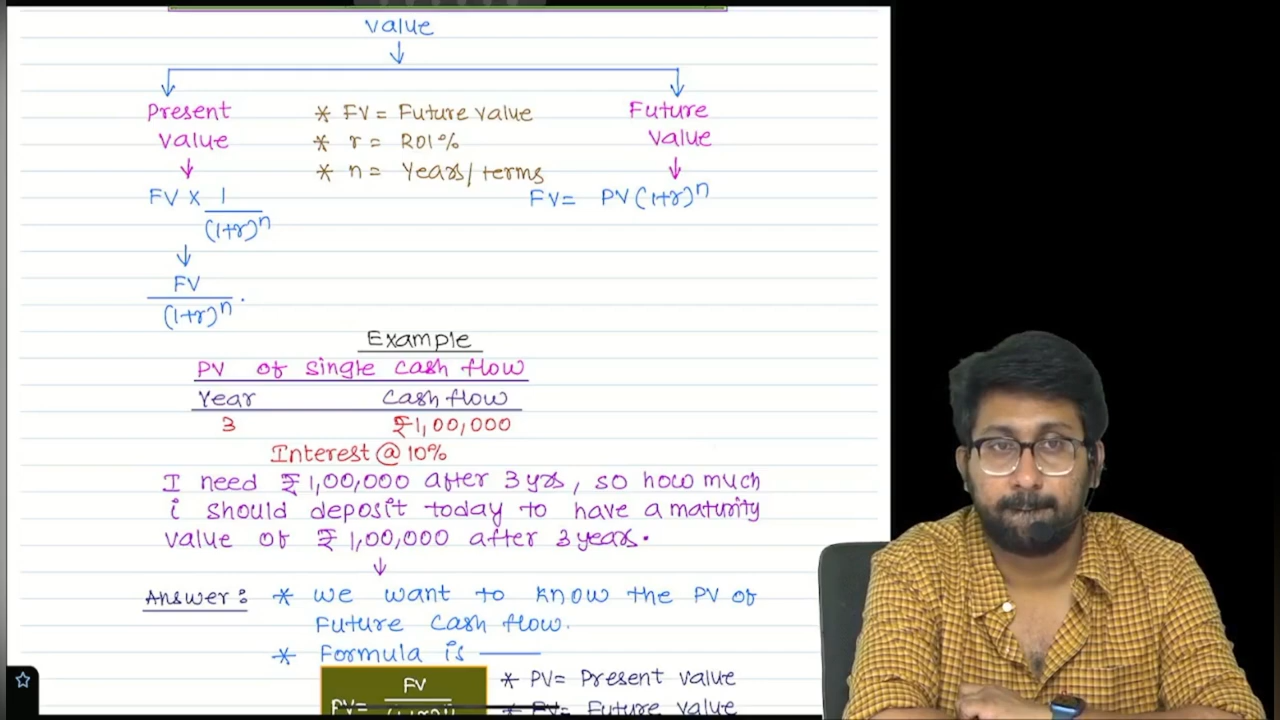 value
Present
value
* FV = Future value
* r = ROI %
* n = Years/terms
Future
value
FV × 1/(1+r)^n
FV = PV(1+r)^n
FV/(1+r)^n.
Example
PV of single cash flow
Year Cash flow
3 ₹1,00,000
Interest @ 10%
I need ₹1,00,000 after 3 yrs, so how much
i should deposit today to have a maturity
value of ₹1,00,000 after 3 years.
Answer: * we want to know the PV of
Future cash flow.
* Formula is
PV = FV/(1+r)^n
* PV = Present value
* FV = Future value